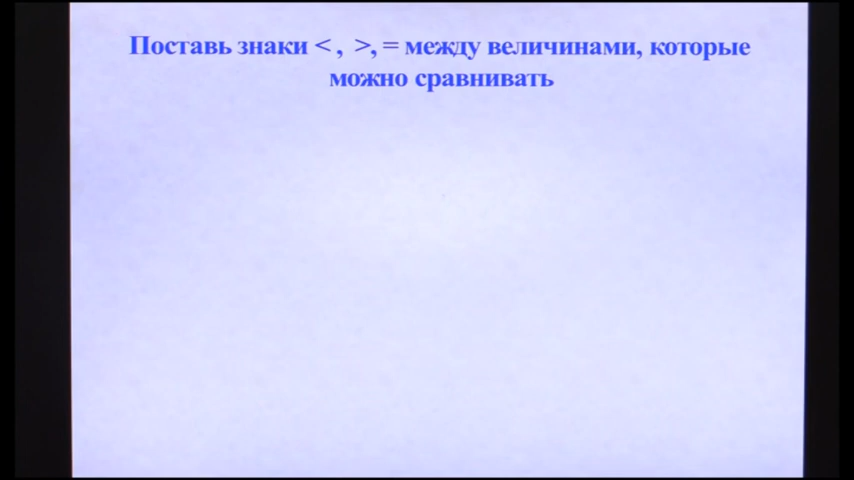 Поставь знаки < , >, = между величинами, которые
можно сравнивать